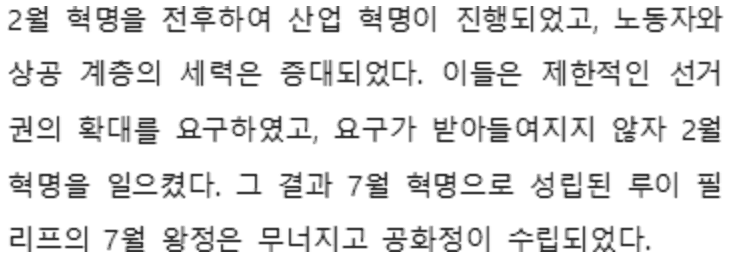 2월 혁명을 전후하여 산업 혁명이 진행되었고, 노동자와
상공 계층의 세력은 증대되었다. 이들은 제한적인 선거
권의 확대를 요구하였고, 요구가 받아들여지지 않자 2월
혁명을 일으켰다. 그 결과 7월 혁명으로 성립된 루이 필
리프의 7월 왕정은 무너지고 공화정이 수립되었다.